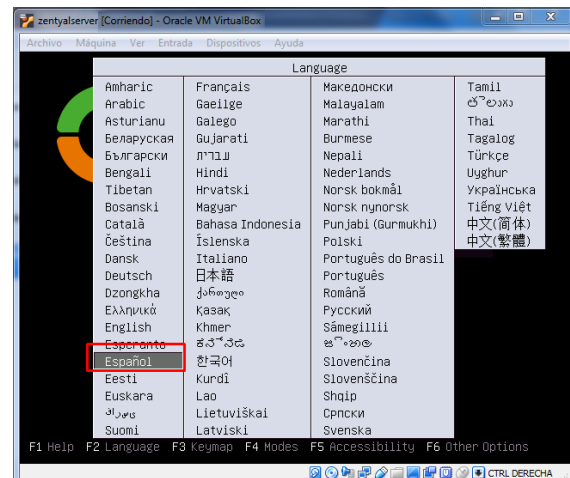 zentyalserver [Corriendo] - Oracle VM VirtualBox
Archivo Máquina Ver Entrada Dispositivos Ayuda
Language
Amharic
Arabic
Asturianu
Беларуская
Български
Bengali
Tibetan
Bosanski
Català
Čeština
Dansk
Deutsch
Dzongkha
Ελληνικά
English
Esperanto
Español
Eesti
Euskara
Suomi
Français
Gaeilge
Galego
Gujarati
עברית
Hindi
Hrvatski
Magyar
Bahasa Indonesia
Íslenska
Italiano
日本語
ქართული
Қазақ
Khmer
ಕನ್ನಡ
한국어
Kurdî
Lao
Lietuviškai
Latviski
Македонски
Malayalam
Marathi
Burmese
Nepali
Nederlands
Norsk bokmål
Norsk nynorsk
Punjabi (Gurmukhi)
Polski
Português do Brasil
Português
Română
Русский
Sámegillii
Slovenčina
Slovenščina
Shqip
Српски
Svenska
Tamil
Thai
Tagalog
Türkçe
Uyghur
Українська
Tiếng Việt
中文(简体)
中文(繁體)
F1 Help F2 Language F3 Keymap F4 Modes F5 Accessibility F6 Other Options
CTRL DERECHA